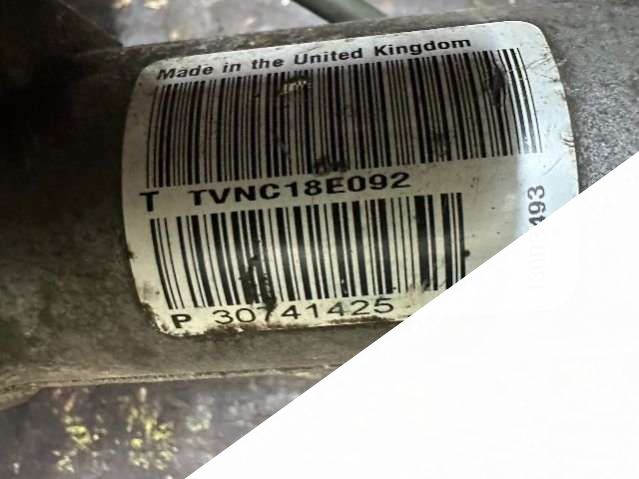 Made in the United Kingdom
T TVNC18E092
P 30741425